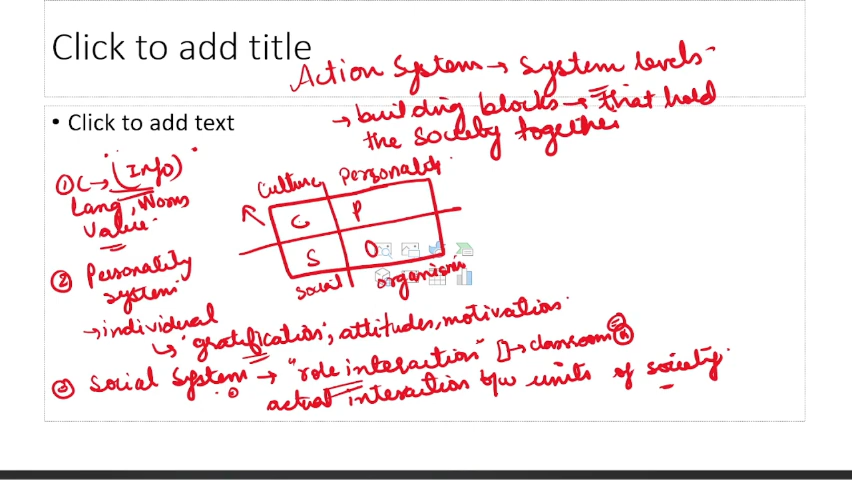 Click to add title
Action System → System levels
• Click to add text
→ building blocks → that hold
the society together
① C → (Info)
Lang, Norms
Value
Culture Personality
C P
S O
Social organism
② Personality
system
→ individual
↳ "gratification", attitudes, motivations
③ Social System → "role interaction" → classroom
actual interaction b/w units of society.